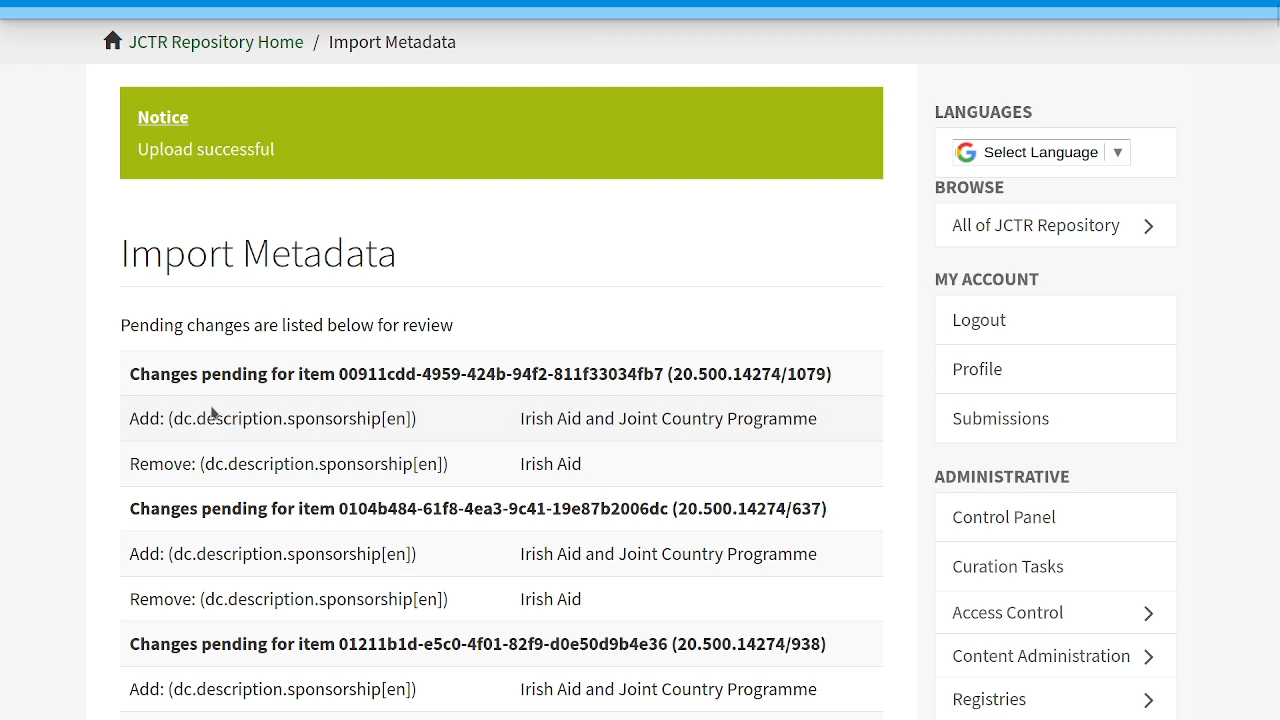 JCTR Repository Home / Import Metadata
Notice
Upload successful
Import Metadata
Pending changes are listed below for review
Changes pending for item 00911cdd-4959-424b-94f2-811f33034fb7 (20.500.14274/1079)
Add: (dc.description.sponsorship[en]) Irish Aid and Joint Country Programme
Remove: (dc.description.sponsorship[en]) Irish Aid
Changes pending for item 0104b484-61f8-4ea3-9c41-19e87b2006dc (20.500.14274/637)
Add: (dc.description.sponsorship[en]) Irish Aid and Joint Country Programme
Remove: (dc.description.sponsorship[en]) Irish Aid
Changes pending for item 01211b1d-e5c0-4f01-82f9-d0e50d9b4e36 (20.500.14274/938)
Add: (dc.description.sponsorship[en]) Irish Aid and Joint Country Programme
LANGUAGES
Select Language
BROWSE
All of JCTR Repository
MY ACCOUNT
Logout
Profile
Submissions
ADMINISTRATIVE
Control Panel
Curation Tasks
Access Control
Content Administration
Registries